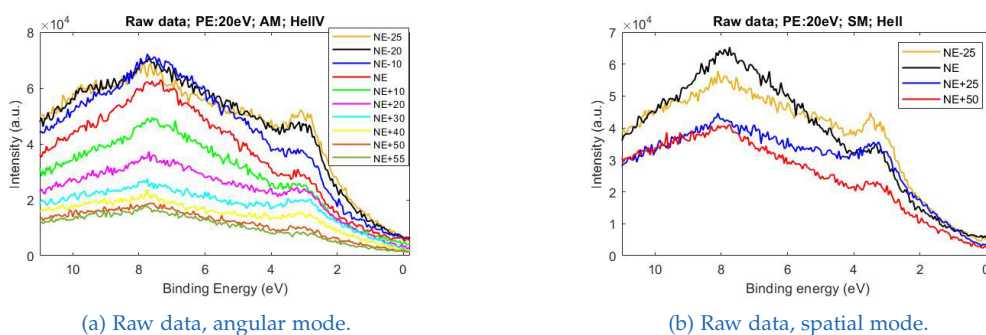 Raw data; PE:20eV; AM; HeIIV
×10⁴
8
6
4
2
0
10 8 6 4 2 0
Intensity (a.u.)
Binding Energy (eV)
NE-25
NE-20
NE-10
NE
NE+10
NE+20
NE+30
NE+40
NE+50
NE+55
(a) Raw data, angular mode.
Raw data; PE:20eV; SM; HeII
×10⁴
7
6
5
4
3
2
1
0
10 8 6 4 2 0
Intensity (a.u.)
Binding energy (eV)
NE-25
NE
NE+25
NE+50
(b) Raw data, spatial mode.